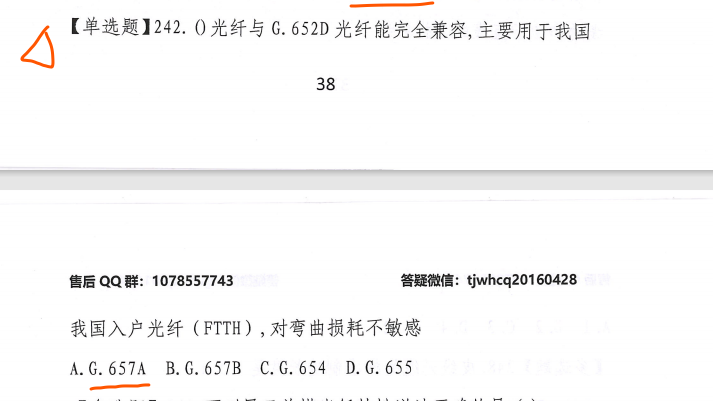 【单选题】242.()光纤与 G.652D 光纤能完全兼容,主要用于我国
38
售后 QQ 群：1078557743 答疑微信：tjwhcq20160428
我国入户光纤（FTTH）,对弯曲损耗不敏感
A.G.657A B.G.657B C.G.654 D.G.655